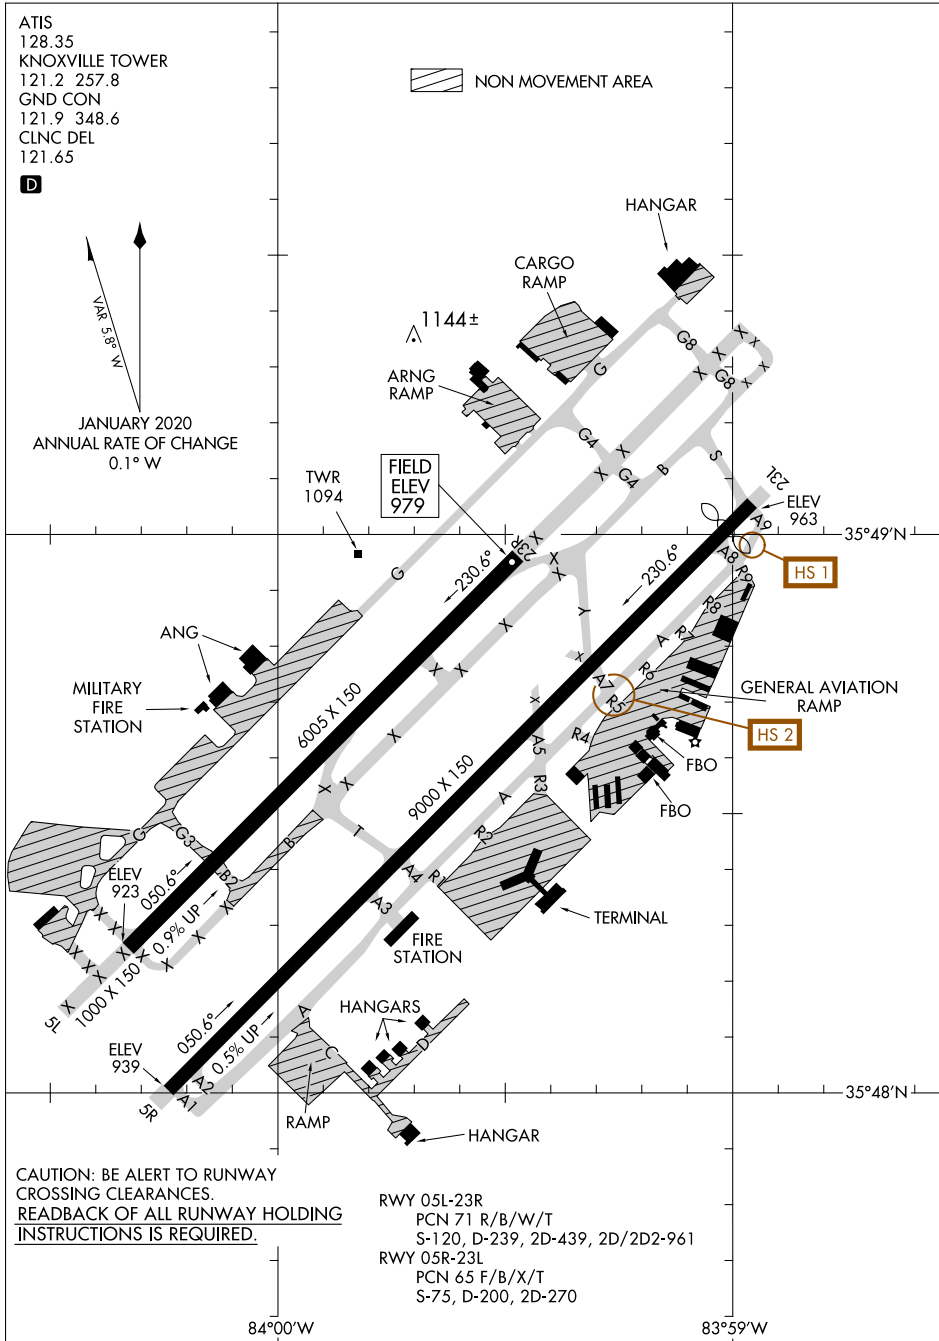 ATIS
128.35
KNOXVILLE TOWER
121.2 257.8
GND CON
121.9 348.6
CLNC DEL
121.65
D
NON MOVEMENT AREA
HANGAR
CARGO
RAMP
1144±
ARNG
RAMP
VAR 5.8° W
JANUARY 2020
ANNUAL RATE OF CHANGE
0.1° W
G
G8
X
X
X
X
G8
X
X
X
G4
X
X
G4
B
S
TWR
1094
FIELD
ELEV
979
23L
ELEV
963
A9
35°49'N
HS 1
A8
R9
X
23R
X
X
G
230.6°
230.6°
Y
X
X
X
X
R8
R7
A
R6
ANG
MILITARY
FIRE
STATION
A7
R5
GENERAL AVIATION
RAMP
HS 2
6005 X 150
X
X
A5
R4
FBO
FBO
9000 X 150
R3
A
R2
X
X
T
B
G
G3
B2
A4
R1
A3
ELEV
923
050.6°
0.9% UP
TERMINAL
FIRE
STATION
X
X
X
X
X
X
X
X
X
X
X
1000 X 150
5L
050.6°
0.5% UP
HANGARS
A
C
D
ELEV
939
A2
A1
5R
35°48'N
RAMP
HANGAR
CAUTION: BE ALERT TO RUNWAY
CROSSING CLEARANCES.
READBACK OF ALL RUNWAY HOLDING
INSTRUCTIONS IS REQUIRED.
RWY 05L-23R
PCN 71 R/B/W/T
S-120, D-239, 2D-439, 2D/2D2-961
RWY 05R-23L
PCN 65 F/B/X/T
S-75, D-200, 2D-270
84°00'W
83°59'W